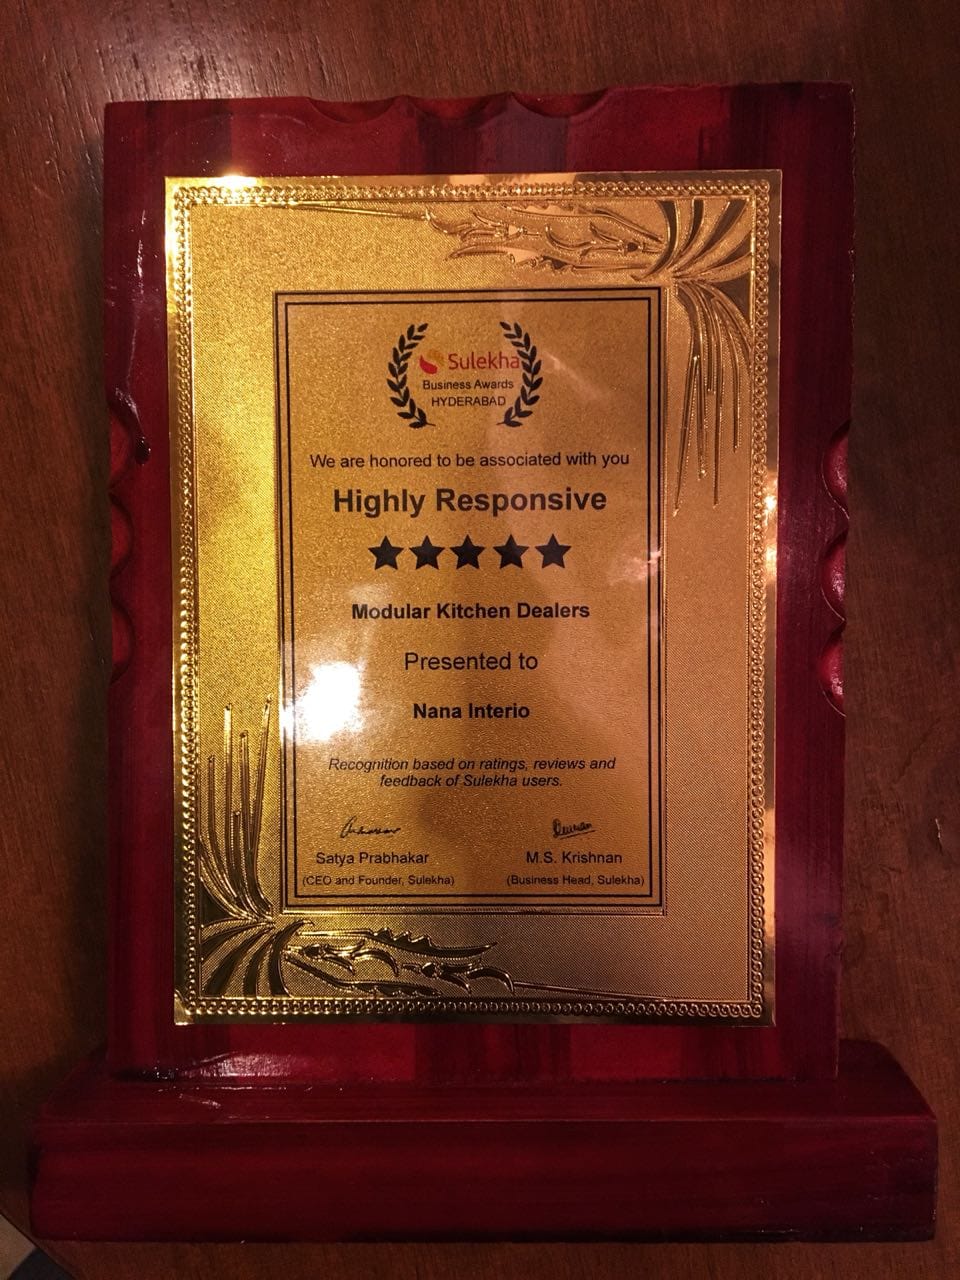 Sulekha
Business Awards
HYDERABAD
We are honored to be associated with you
Highly Responsive
Modular Kitchen Dealers
Presented to
Nana Interio
Recognition based on ratings, reviews and
feedback of Sulekha users.
Satya Prabhakar
M.S. Krishnan
(CEO and Founder, Sulekha)
(Business Head, Sulekha)